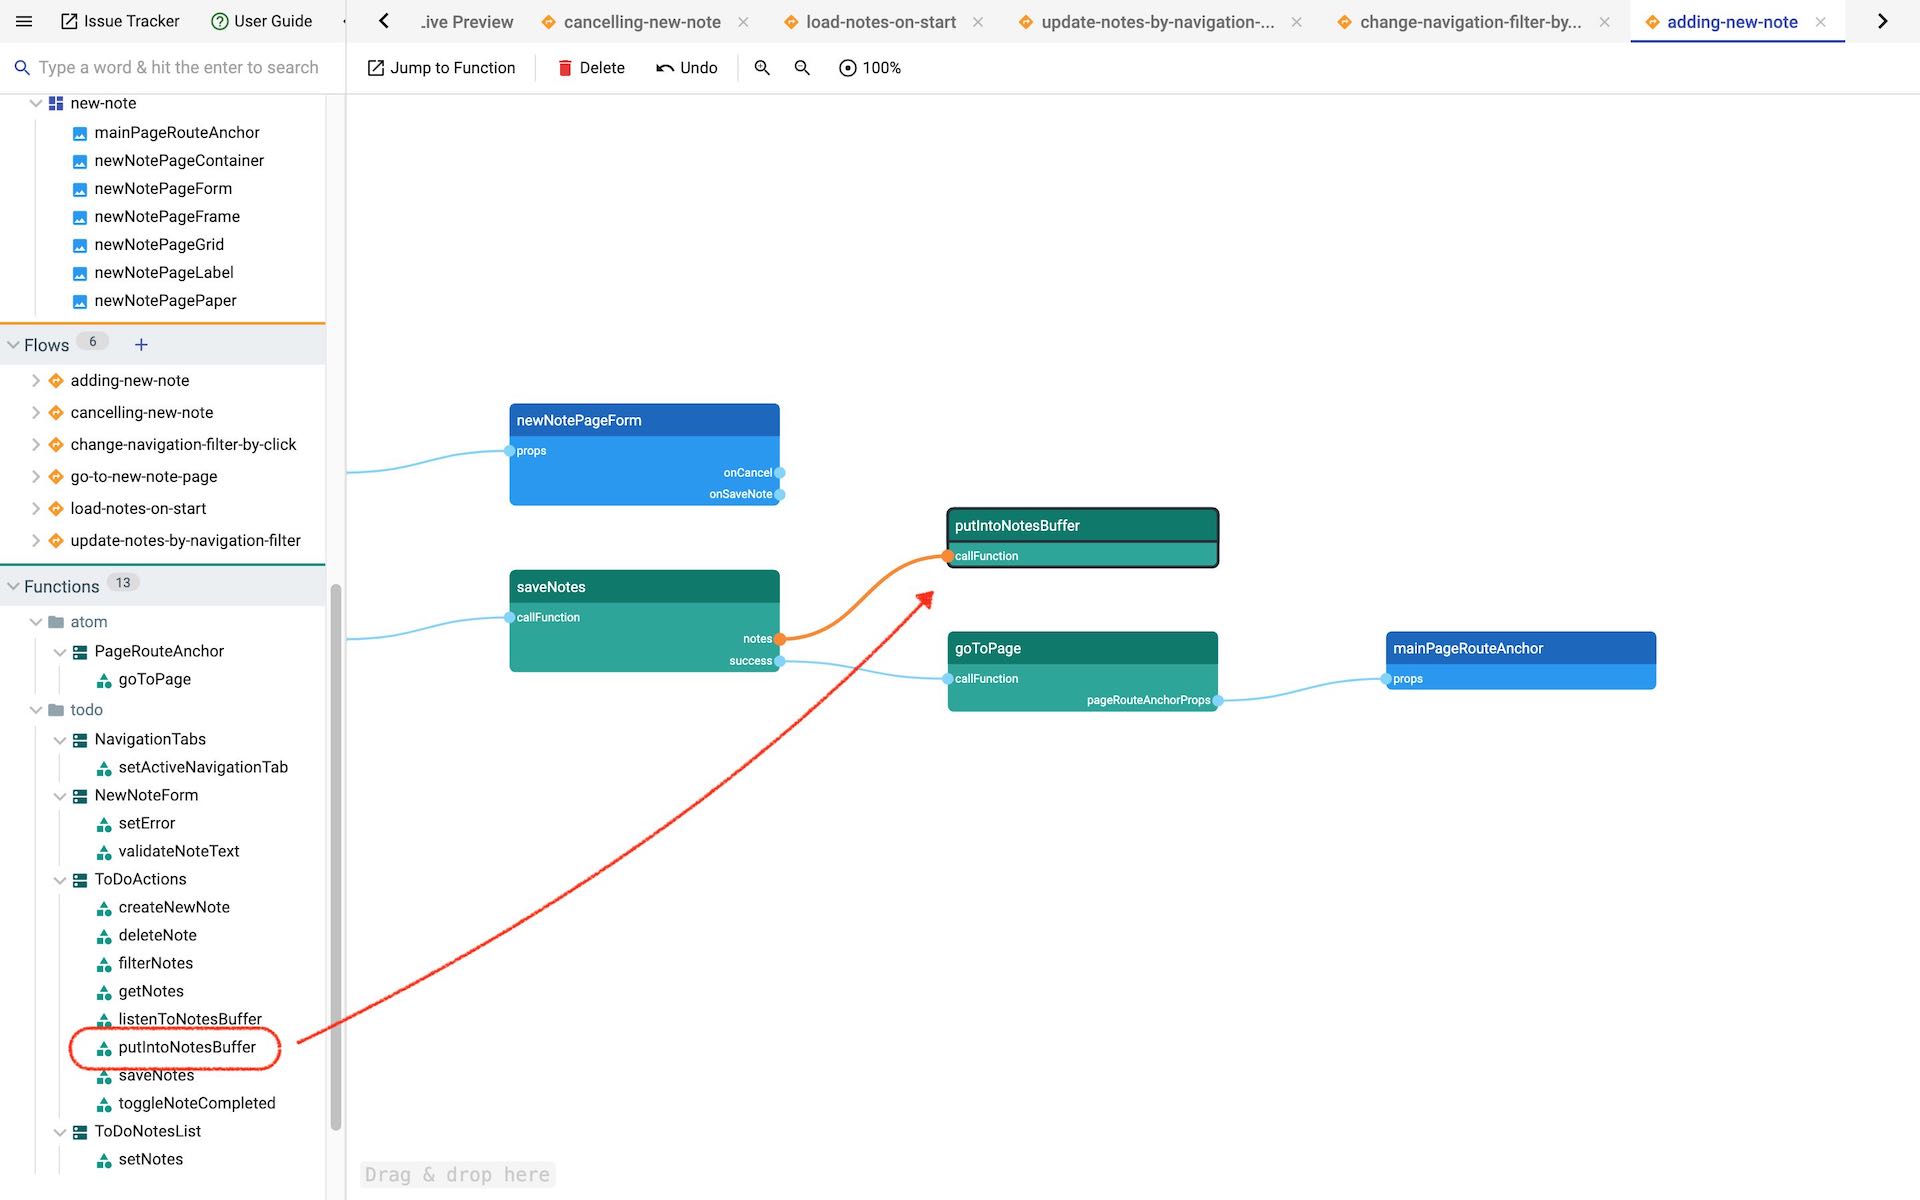 Issue Tracker
User Guide
Live Preview
cancelling-new-note
load-notes-on-start
update-notes-by-navigation-...
change-navigation-filter-by...
adding-new-note
Type a word & hit the enter to search
Jump to Function
Delete
Undo
100%
new-note
mainPageRouteAnchor
newNotePageContainer
newNotePageForm
newNotePageFrame
newNotePageGrid
newNotePageLabel
newNotePagePaper
Flows 6 +
adding-new-note
cancelling-new-note
change-navigation-filter-by-click
go-to-new-note-page
load-notes-on-start
update-notes-by-navigation-filter
Functions 13
atom
PageRouteAnchor
goToPage
todo
NavigationTabs
setActiveNavigationTab
NewNoteForm
setError
validateNoteText
ToDoActions
createNewNote
deleteNote
filterNotes
getNotes
listenToNotesBuffer
putIntoNotesBuffer
saveNotes
toggleNoteCompleted
ToDoNotesList
setNotes
newNotePageForm
props
onCancel
onSaveNote
saveNotes
callFunction
notes
success
putIntoNotesBuffer
callFunction
goToPage
callFunction
pageRouteAnchorProps
mainPageRouteAnchor
props
Drag & drop here